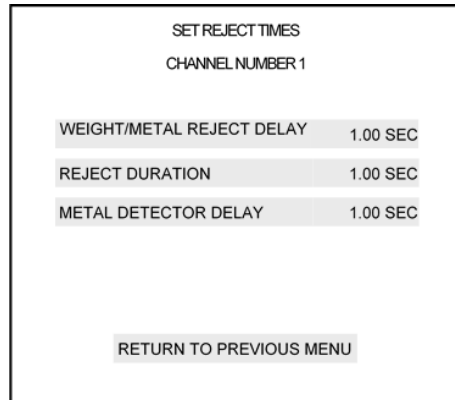 SET REJECT TIMES
CHANNEL NUMBER 1
WEIGHT/METAL REJECT DELAY 1.00 SEC
REJECT DURATION 1.00 SEC
METAL DETECTOR DELAY 1.00 SEC
RETURN TO PREVIOUS MENU